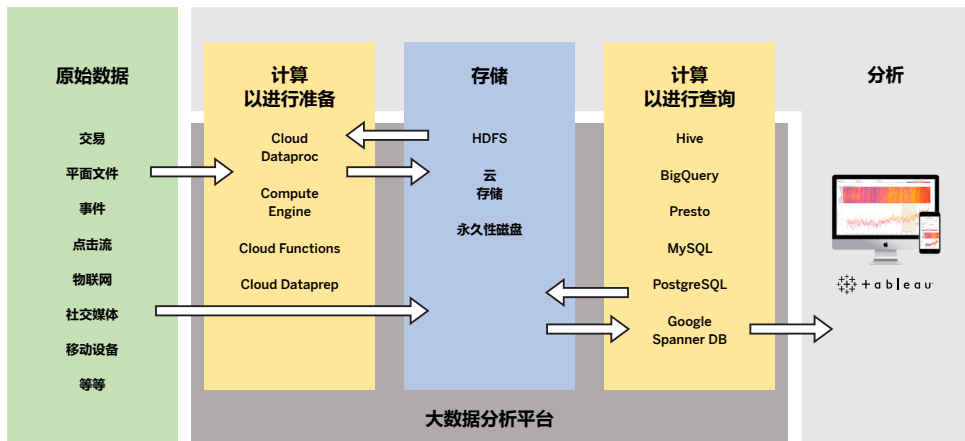 原始数据
交易
平面文件
事件
点击流
物联网
社交媒体
移动设备
等等
计算
以进行准备
Cloud
Dataproc
Compute
Engine
Cloud Functions
Cloud Dataprep
存储
HDFS
云
存储
永久性磁盘
计算
以进行查询
Hive
BigQuery
Presto
MySQL
PostgreSQL
Google
Spanner DB
分析
+ableau
大数据分析平台